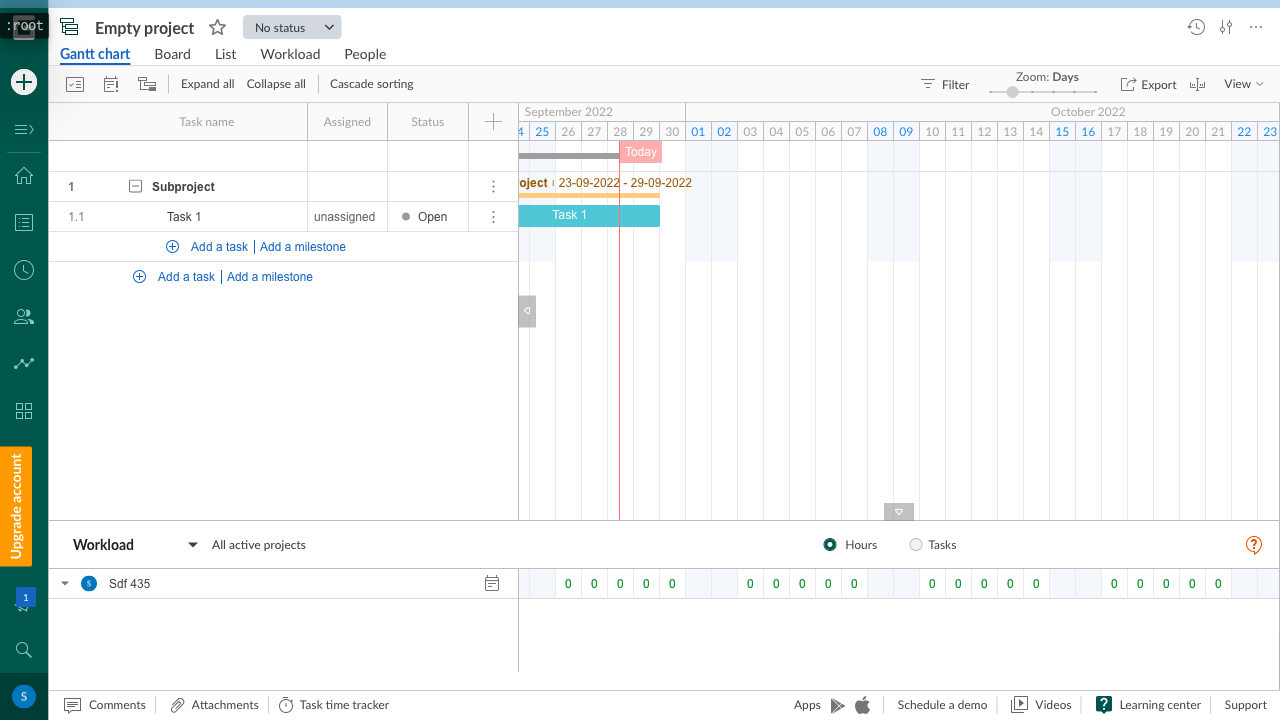 :root
Empty project
No status
Gantt chart Board List Workload People
Expand all Collapse all Cascade sorting Filter Zoom: Days Export View
Task name Assigned Status
September 2022 October 2022
4 25 26 27 28 29 30 01 02 03 04 05 06 07 08 09 10 11 12 13 14 15 16 17 18 19 20 21 22 23
Today
1 Subproject oject 23-09-2022 - 29-09-2022
1.1 Task 1 unassigned Open Task 1
Add a task Add a milestone
Add a task Add a milestone
Upgrade account
Workload All active projects Hours Tasks
S Sdf 435 0 0 0 0 0 0 0 0 0 0 0 0 0 0 0 0 0 0 0 0
1
S
Comments Attachments Task time tracker Apps Schedule a demo Videos ? Learning center Support